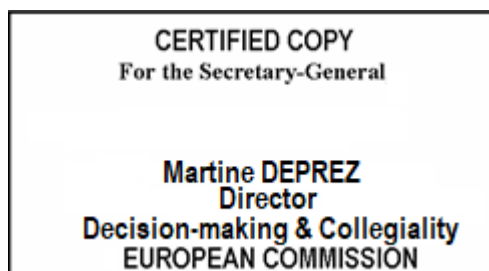 CERTIFIED COPY
For the Secretary-General
Martine DEPREZ
Director
Decision-making & Collegiality
EUROPEAN COMMISSION